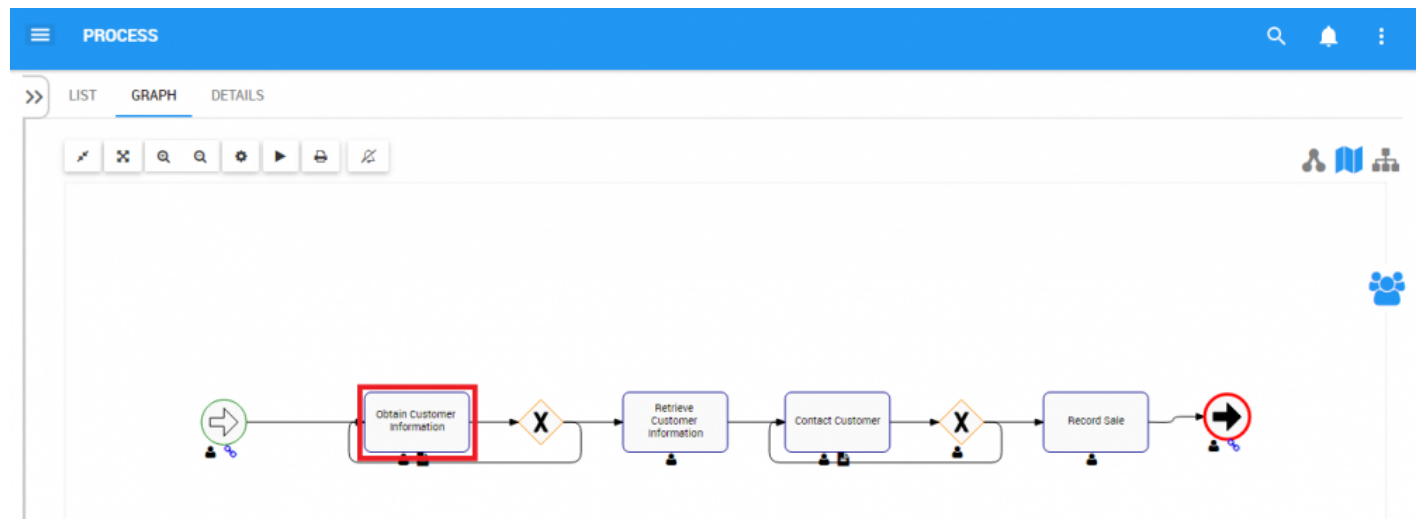 PROCESS
LIST GRAPH DETAILS
Obtain Customer
Information
X
Retrieve
Customer
Information
Contact Customer
X
Record Sale